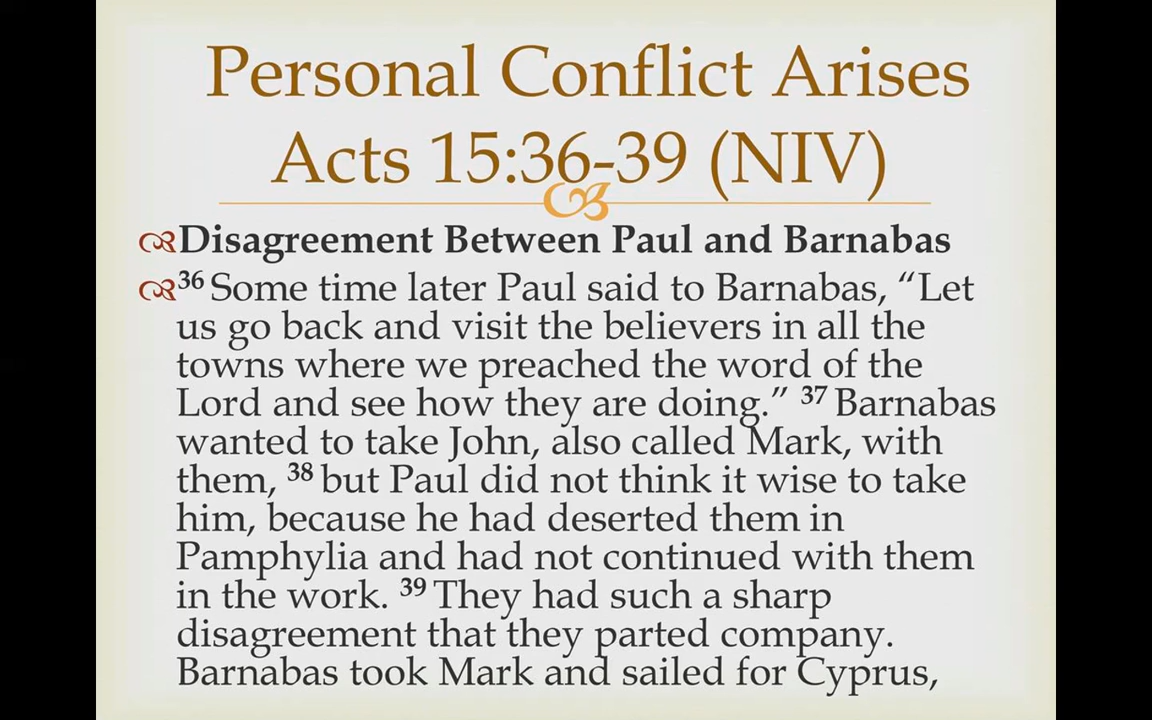 Personal Conflict Arises
Acts 15:36-39 (NIV)
Disagreement Between Paul and Barnabas
36 Some time later Paul said to Barnabas, “Let
us go back and visit the believers in all the
towns where we preached the word of the
Lord and see how they are doing.” 37 Barnabas
wanted to take John, also called Mark, with
them, 38 but Paul did not think it wise to take
him, because he had deserted them in
Pamphylia and had not continued with them
in the work. 39 They had such a sharp
disagreement that they parted company.
Barnabas took Mark and sailed for Cyprus,